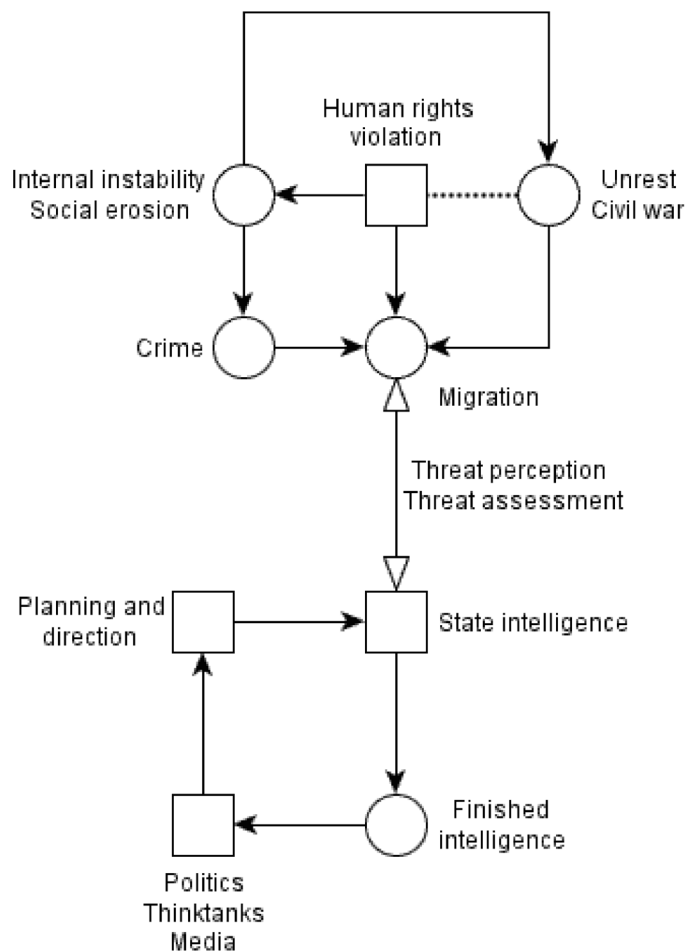 Human rights
violation
Internal instability
Social erosion
Unrest
Civil war
Crime
Migration
Threat perception
Threat assessment
Planning and
direction
State intelligence
Finished
intelligence
Politics
Thinktanks
Media